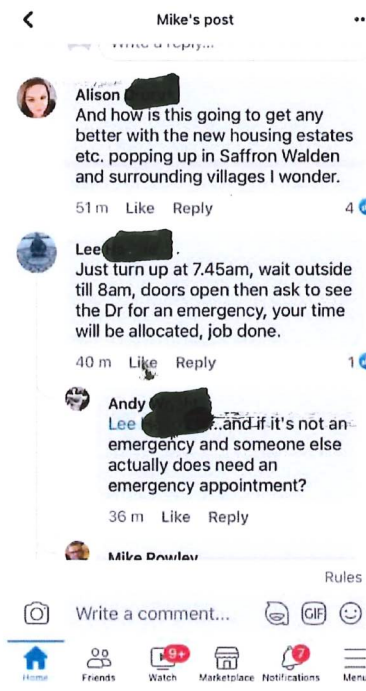 Mike's post
Write a reply...
Alison
And how is this going to get any
better with the new housing estates
etc. popping up in Saffron Walden
and surrounding villages I wonder.
51 m Like Reply 4
Lee
Just turn up at 7.45am, wait outside
till 8am, doors open then ask to see
the Dr for an emergency, your time
will be allocated, job done.
40 m Like Reply 1
Andy
Lee ...and if it's not an
emergency and someone else
actually does need an
emergency appointment?
36 m Like Reply
Mike Rowley
Rules
Write a comment...
GIF
9+ 7
Home Friends Watch Marketplace Notifications Menu